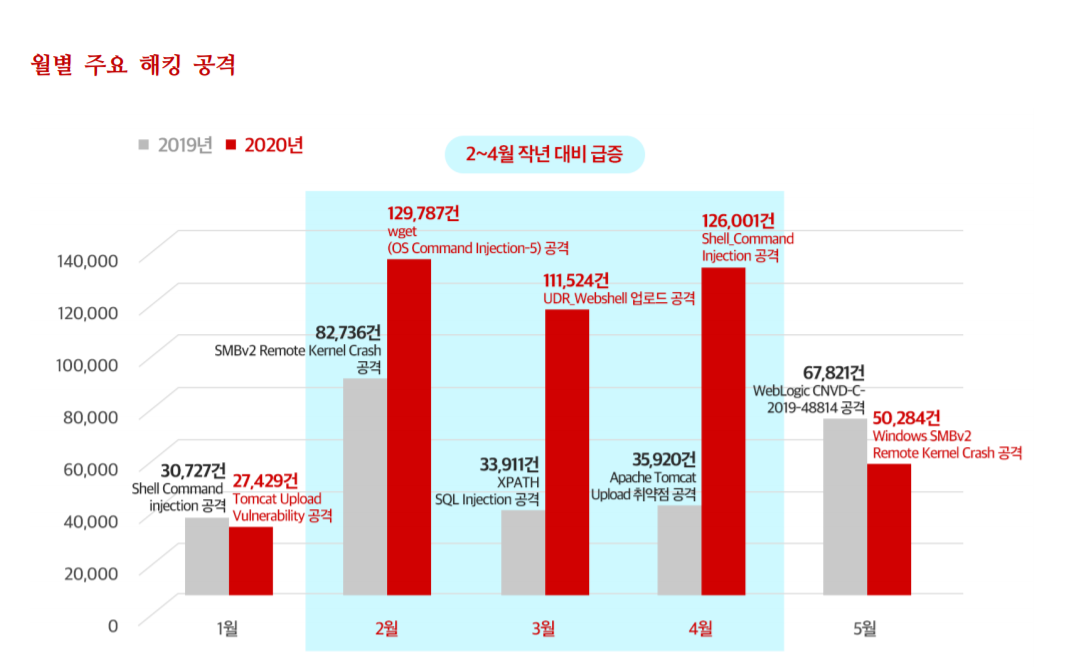 월별 주요 해킹 공격
2019년 2020년
2~4월 작년 대비 급증
140,000
120,000
100,000
80,000
60,000
40,000
20,000
0
30,727건
Shell Command
injection 공격
27,429건
Tomcat Upload
Vulnerability 공격
1월
82,736건
SMBv2 Remote Kernel Crash
공격
129,787건
wget
(OS Command Injection-5) 공격
2월
33,911건
XPATH
SQL Injection 공격
111,524건
UDR_Webshell 업로드 공격
3월
35,920건
Apache Tomcat
Upload 취약점 공격
126,001건
Shell_Command
Injection 공격
4월
67,821건
WebLogic CNVD-C-
2019-48814 공격
50,284건
Windows SMBv2
Remote Kernel Crash 공격
5월